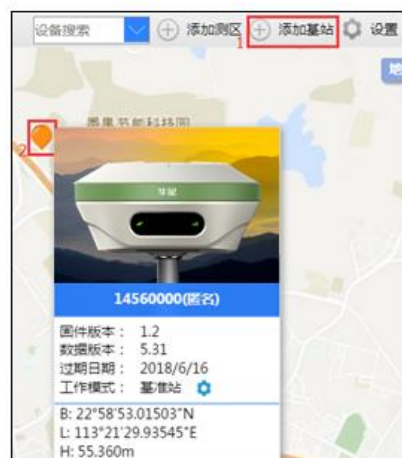 设备搜索 添加测区 添加基站 设置
1
地
2
14560000(匿名)
固件版本： 1.2
数据版本： 5.31
过期日期： 2018/6/16
工作模式： 基准站
B: 22°58'53.01503"N
L: 113°21'29.93545"E
H: 55.360m